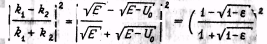 |k₁ - k₂ / k₁ + k₂|² = |√E - √E-U₀ / √E + √E-U₀|² = (1-√1-ε / 1+√1-ε)²